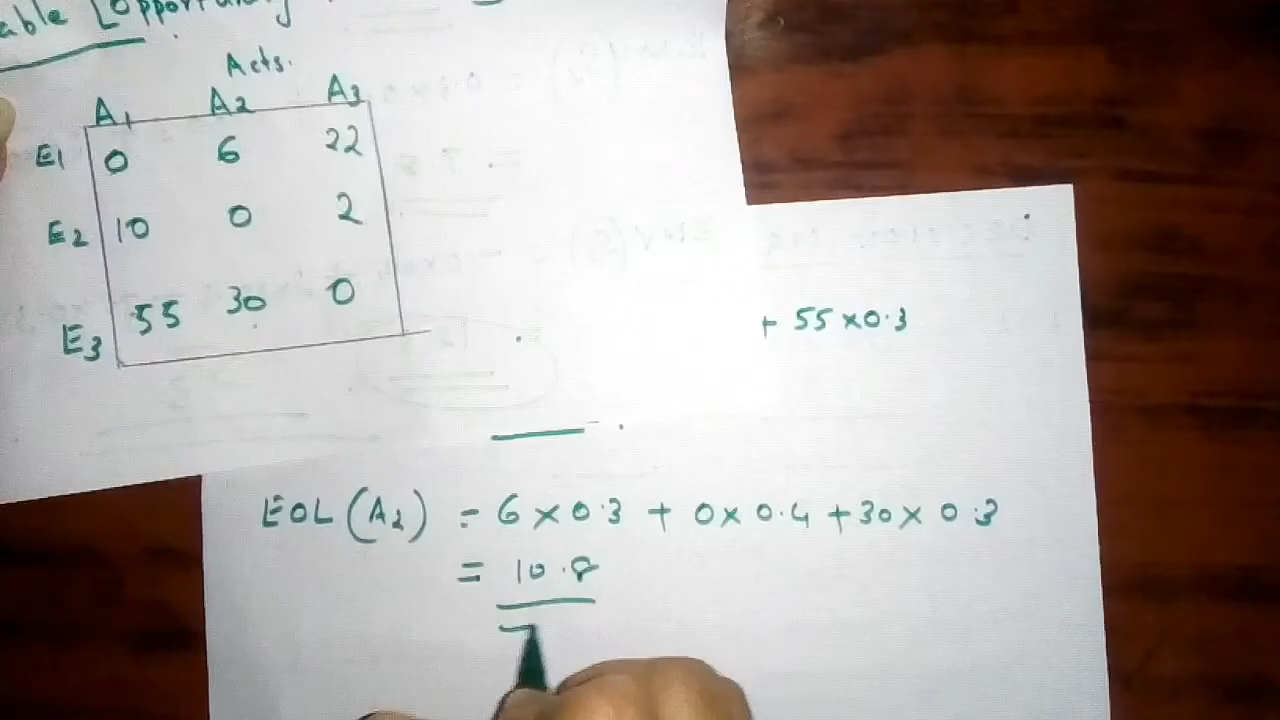 able [Opportunity
Acts.
A1 A2 A3
E1 0 6 22
E2 10 0 2
E3 55 30 0
+ 55 x 0.3
EOL (A2) = 6 x 0.3 + 0 x 0.4 + 30 x 0.3
= 10.8